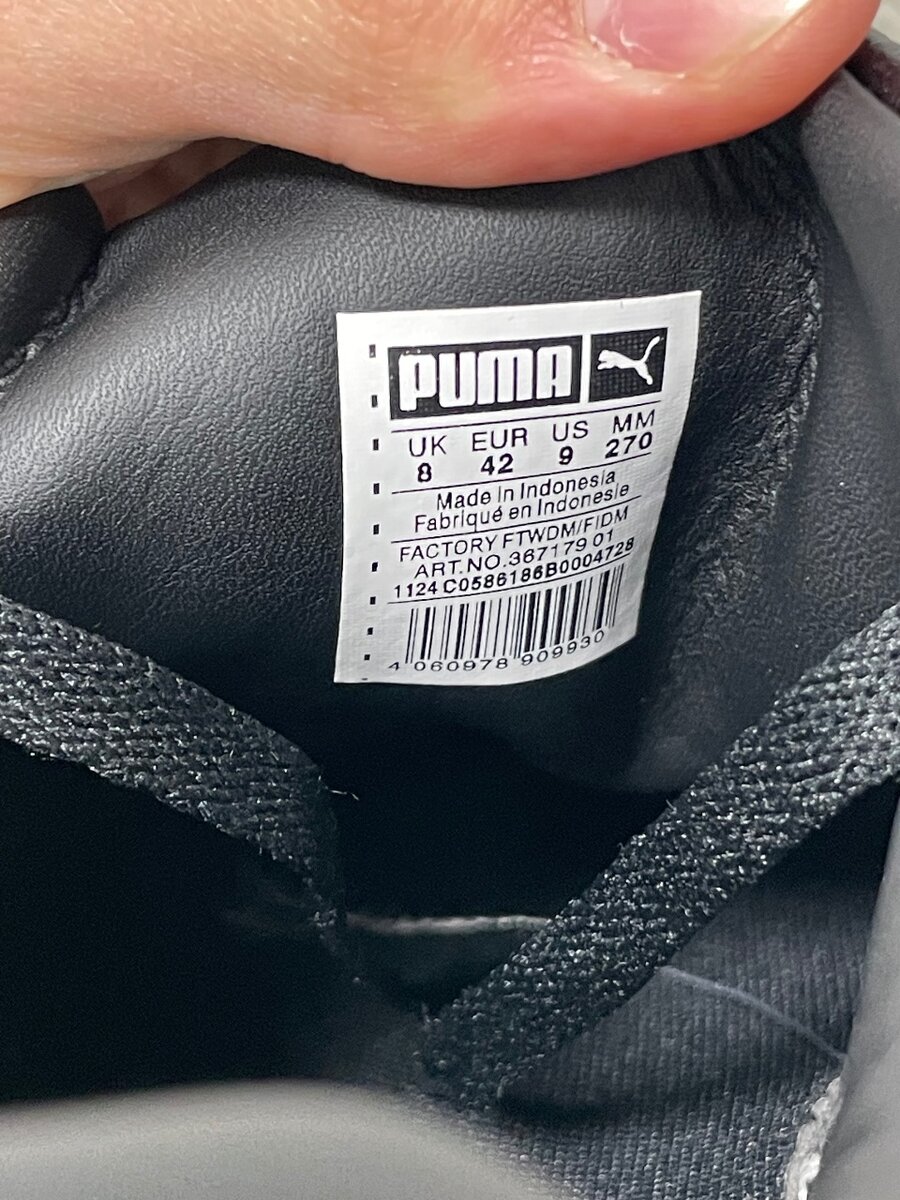 PUMA
UK EUR US MM
8 42 9 270
Made in Indonesia
Fabriqué en Indonesie
FACTORY FTWDM/FIDM
ART.NO.367179 01
1124 C0586186B0004728
4 060978 909930